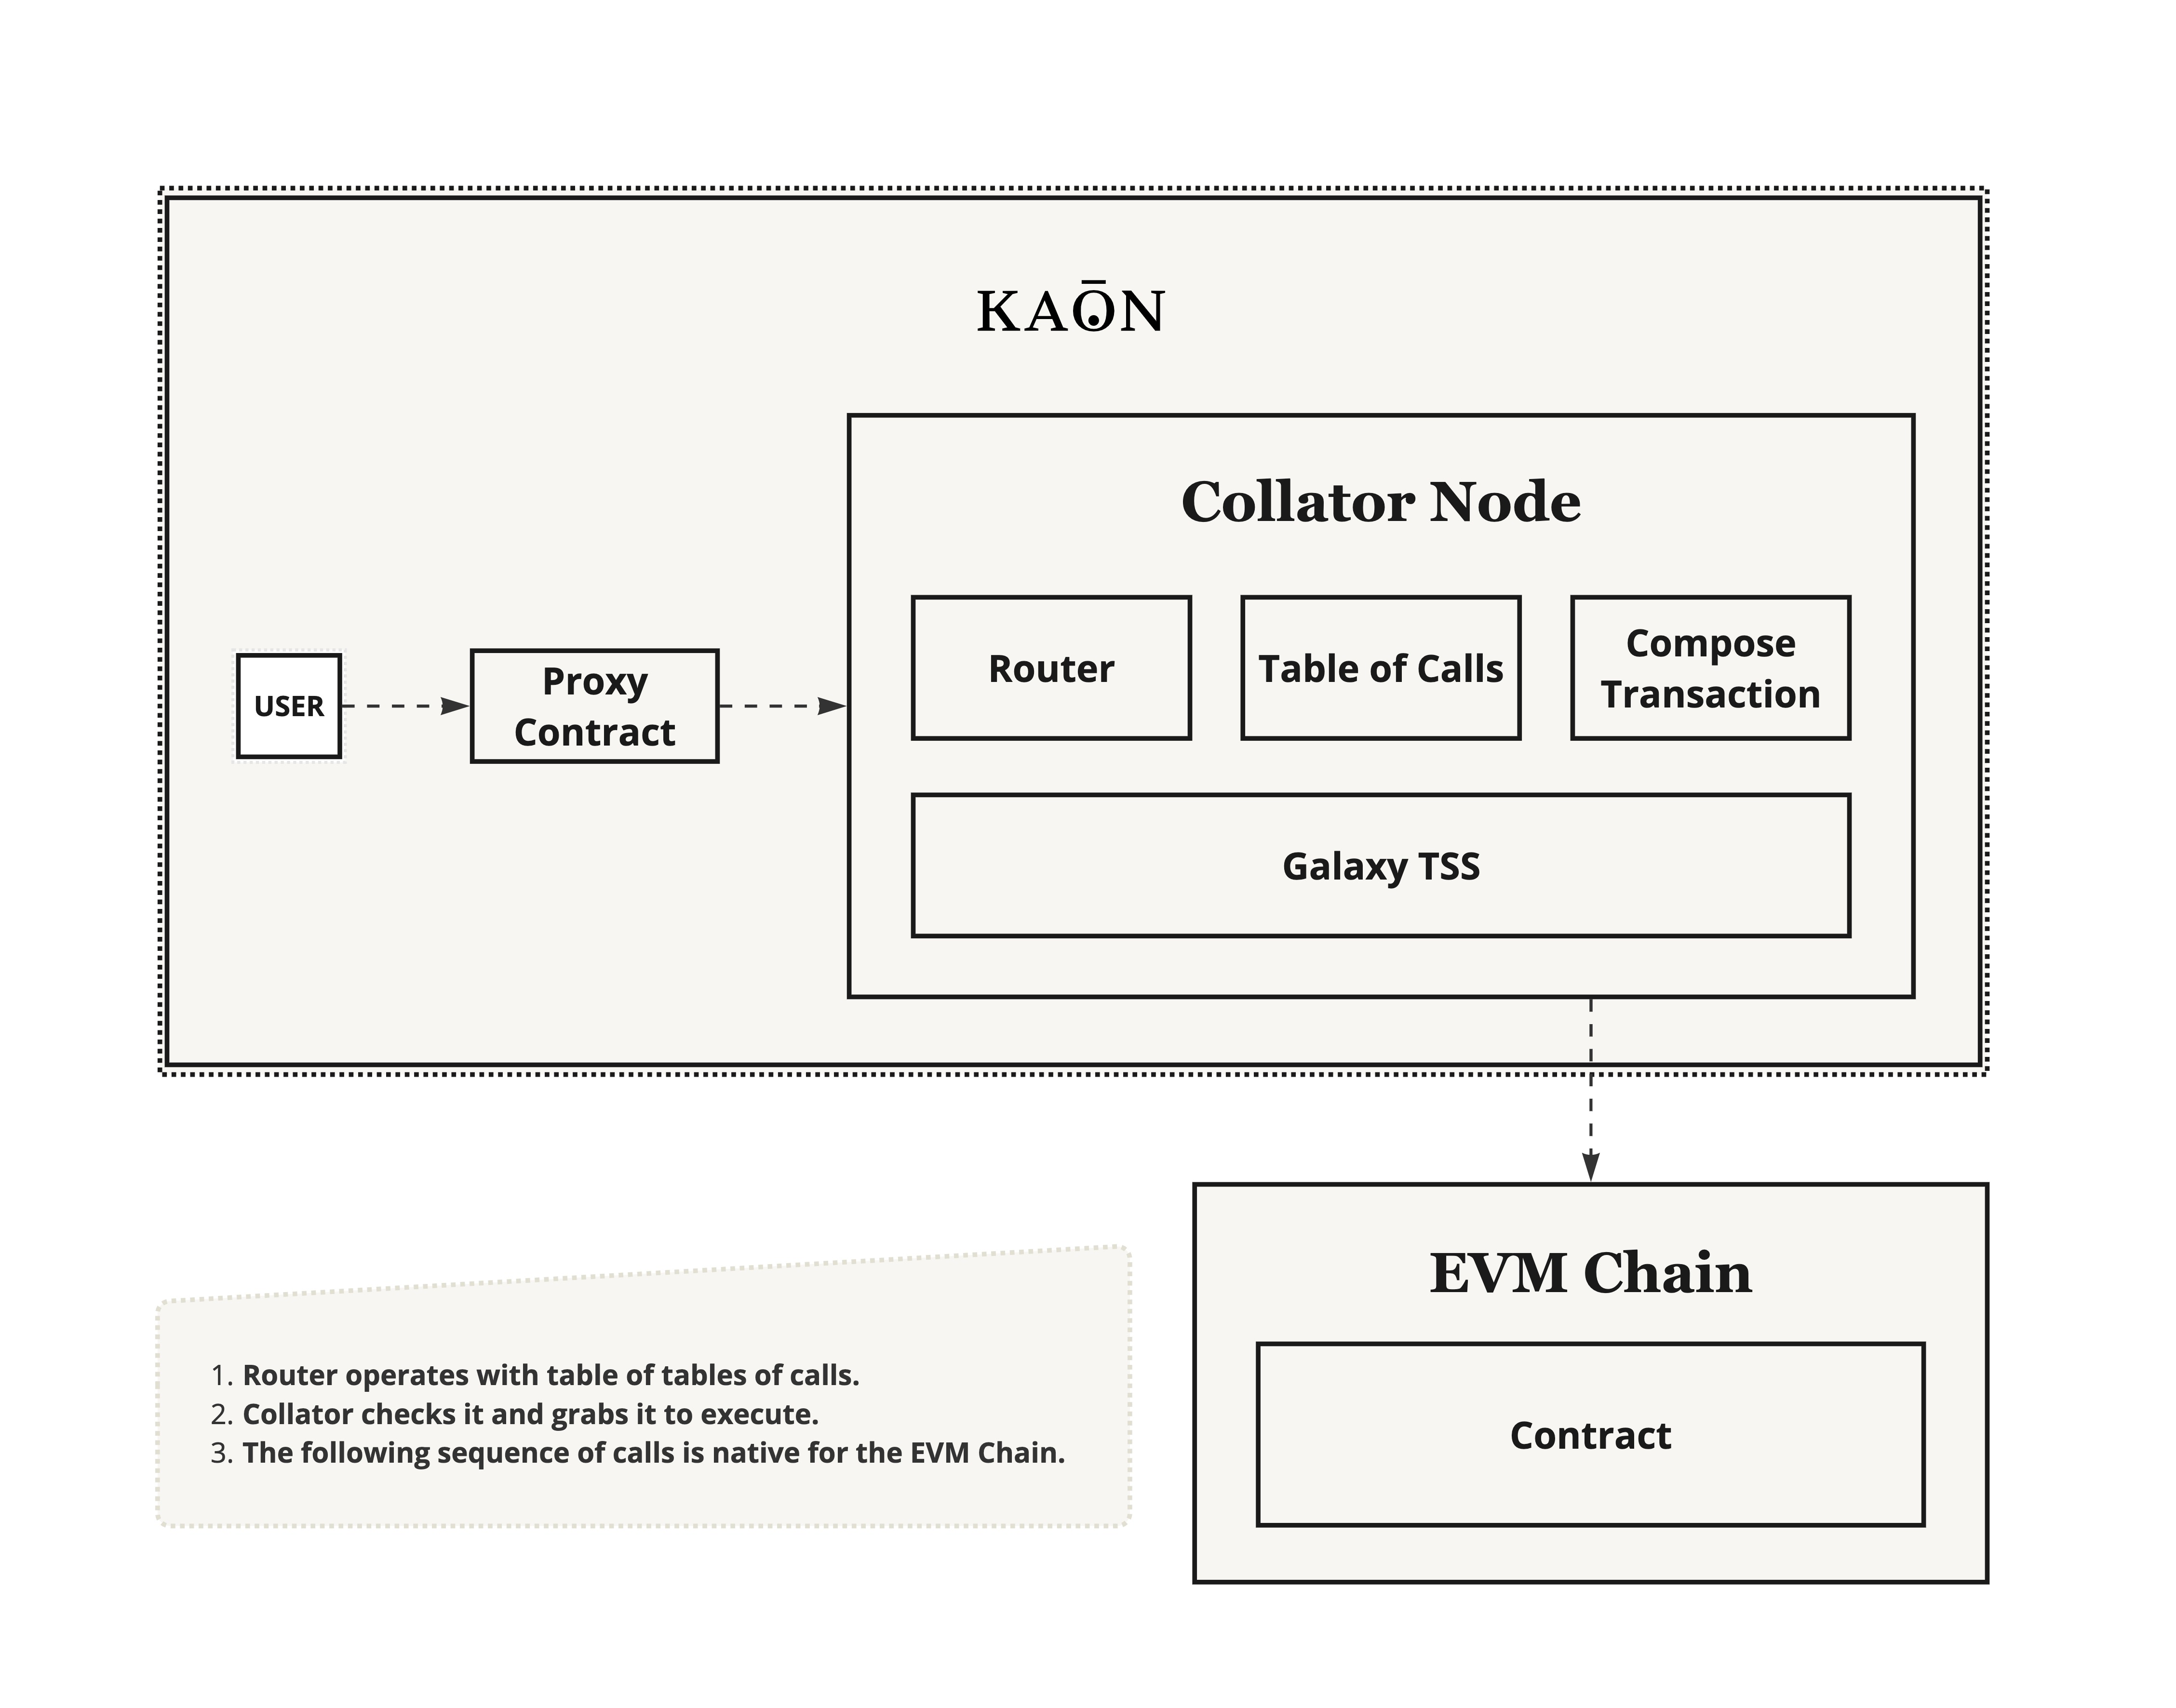 KAŌN
Collator Node
Router
Table of Calls
Compose
Transaction
USER
Proxy
Contract
Galaxy TSS
EVM Chain
Contract
1. Router operates with table of tables of calls.
2. Collator checks it and grabs it to execute.
3. The following sequence of calls is native for the EVM Chain.